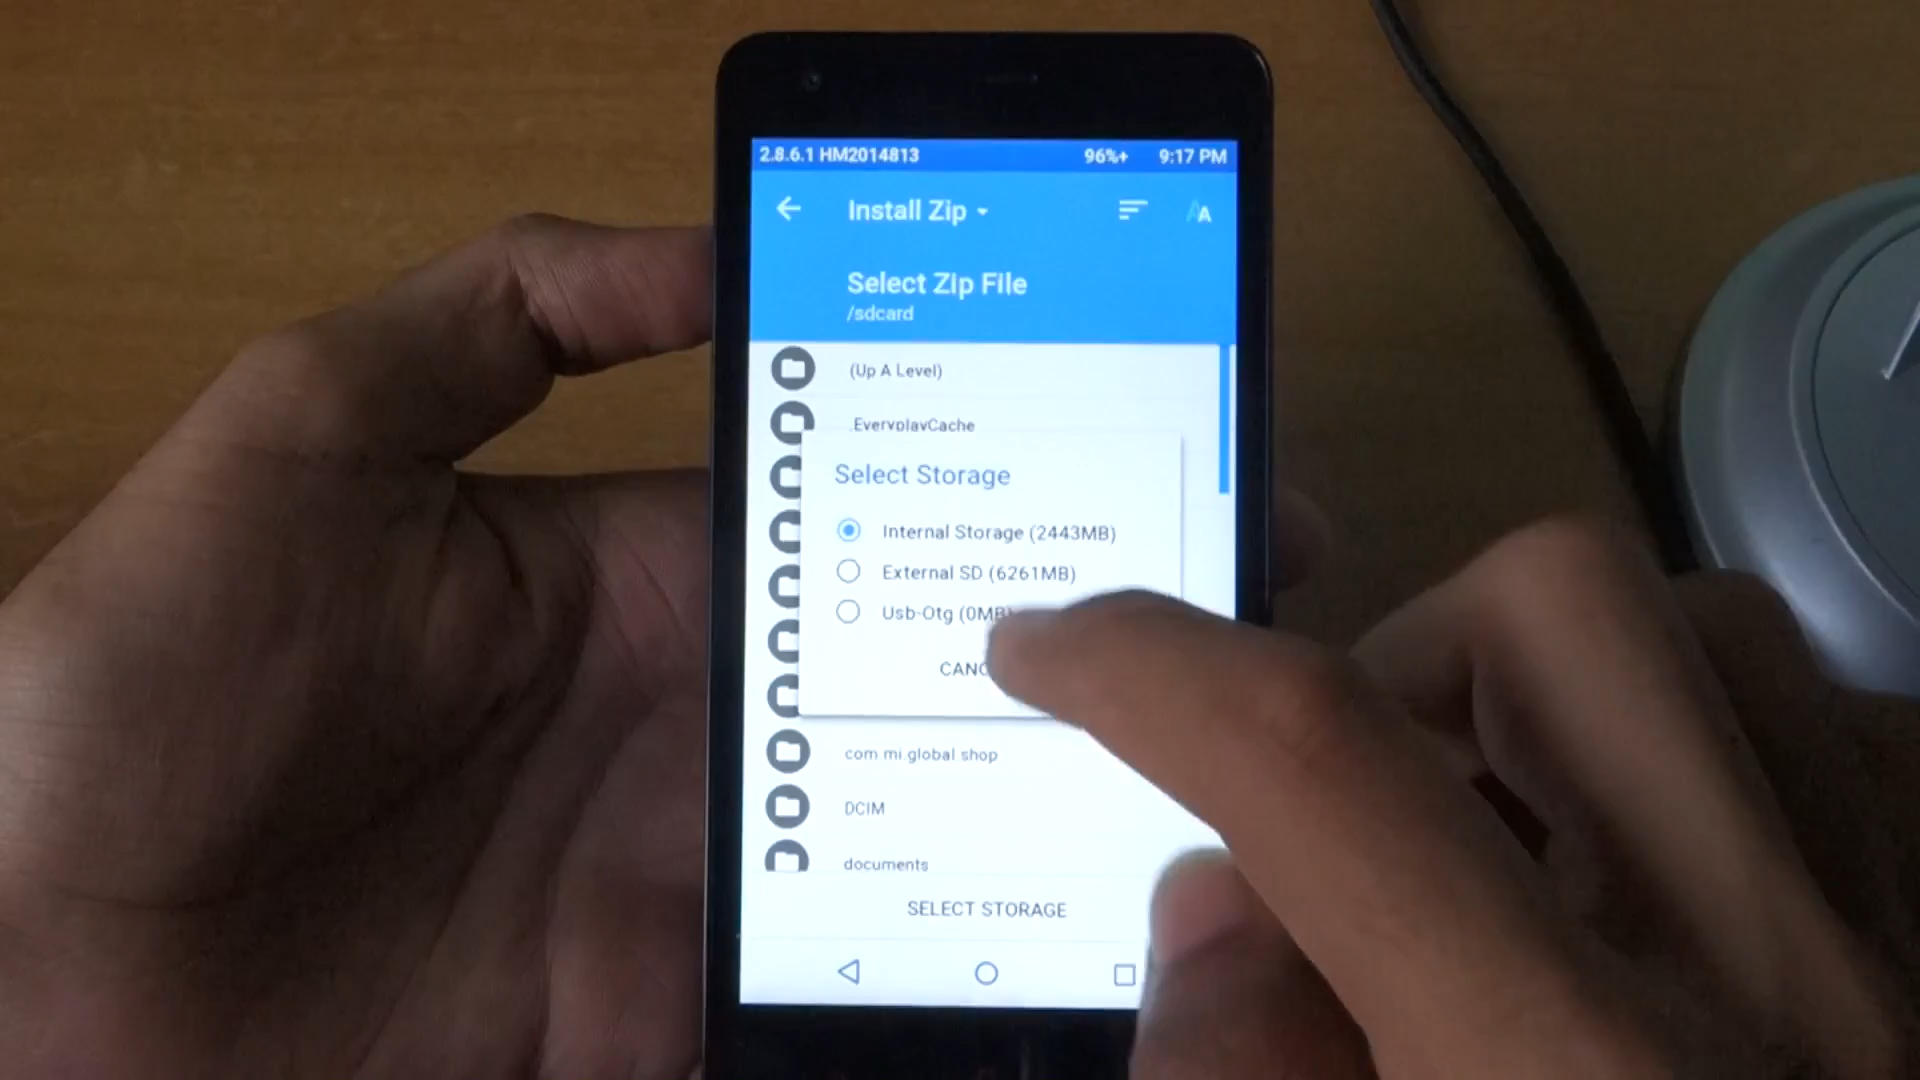 2.8.6.1 HM2014813 96%+ 9:17 PM
Install Zip
Select Zip File
/sdcard
(Up A Level)
.EveryplayCache
Select Storage
Internal Storage (2443MB)
External SD (6261MB)
Usb-Otg (0MB)
com.mi.global.shop
DCIM
documents
SELECT STORAGE